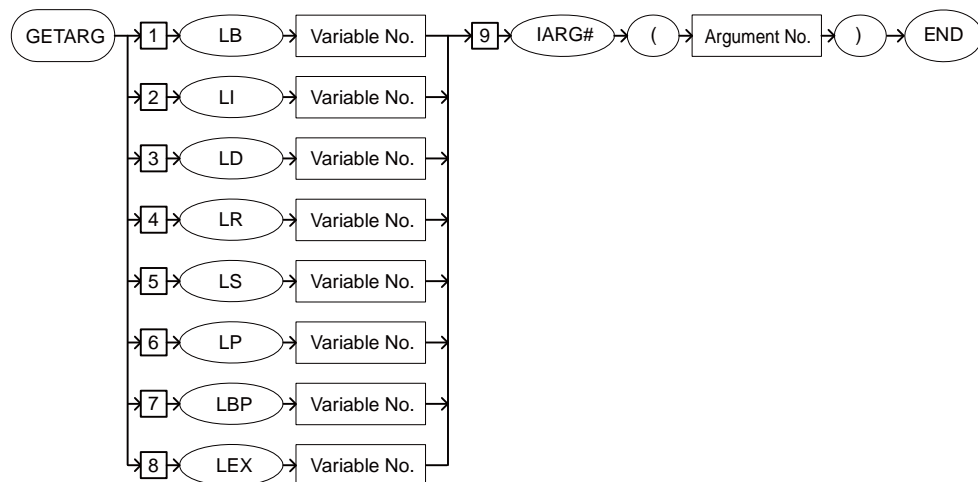 GETARG 1 LB Variable No. 9 IARG# ( Argument No. ) END
2 LI Variable No.
3 LD Variable No.
4 LR Variable No.
5 LS Variable No.
6 LP Variable No.
7 LBP Variable No.
8 LEX Variable No.